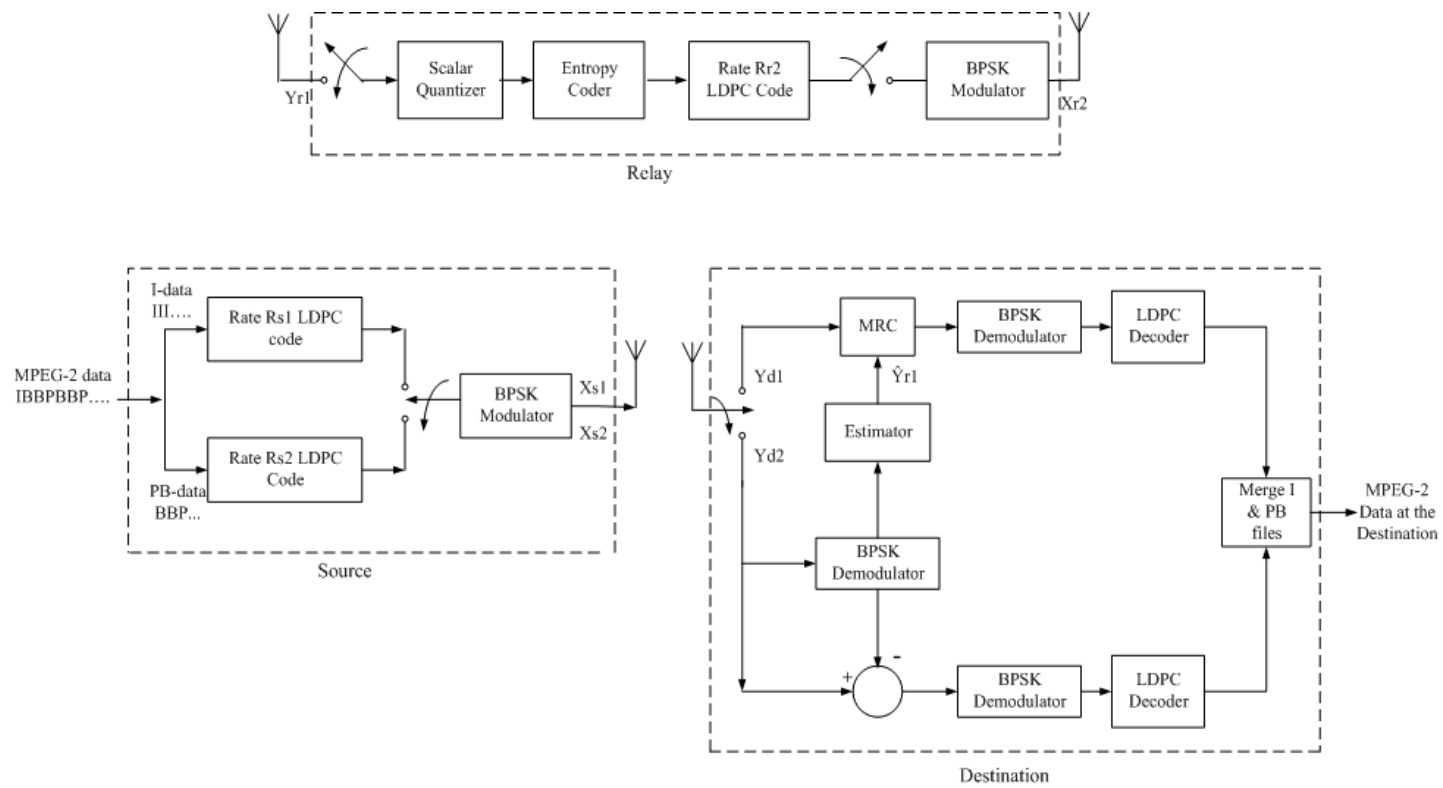 Yr1
Scalar
Quantizer
Entropy
Coder
Rate Rr2
LDPC Code
BPSK
Modulator
Xr2
Relay
MPEG-2 data
IBBPBBP....
I-data
III....
Rate Rs1 LDPC
code
PB-data
BBP...
Rate Rs2 LDPC
Code
BPSK
Modulator
Xs1
Xs2
Source
Yd1
Yd2
MRC
Ŷr1
Estimator
BPSK
Demodulator
BPSK
Demodulator
LDPC
Decoder
+
-
BPSK
Demodulator
LDPC
Decoder
Merge I
& PB
files
MPEG-2
Data at the
Destination
Destination